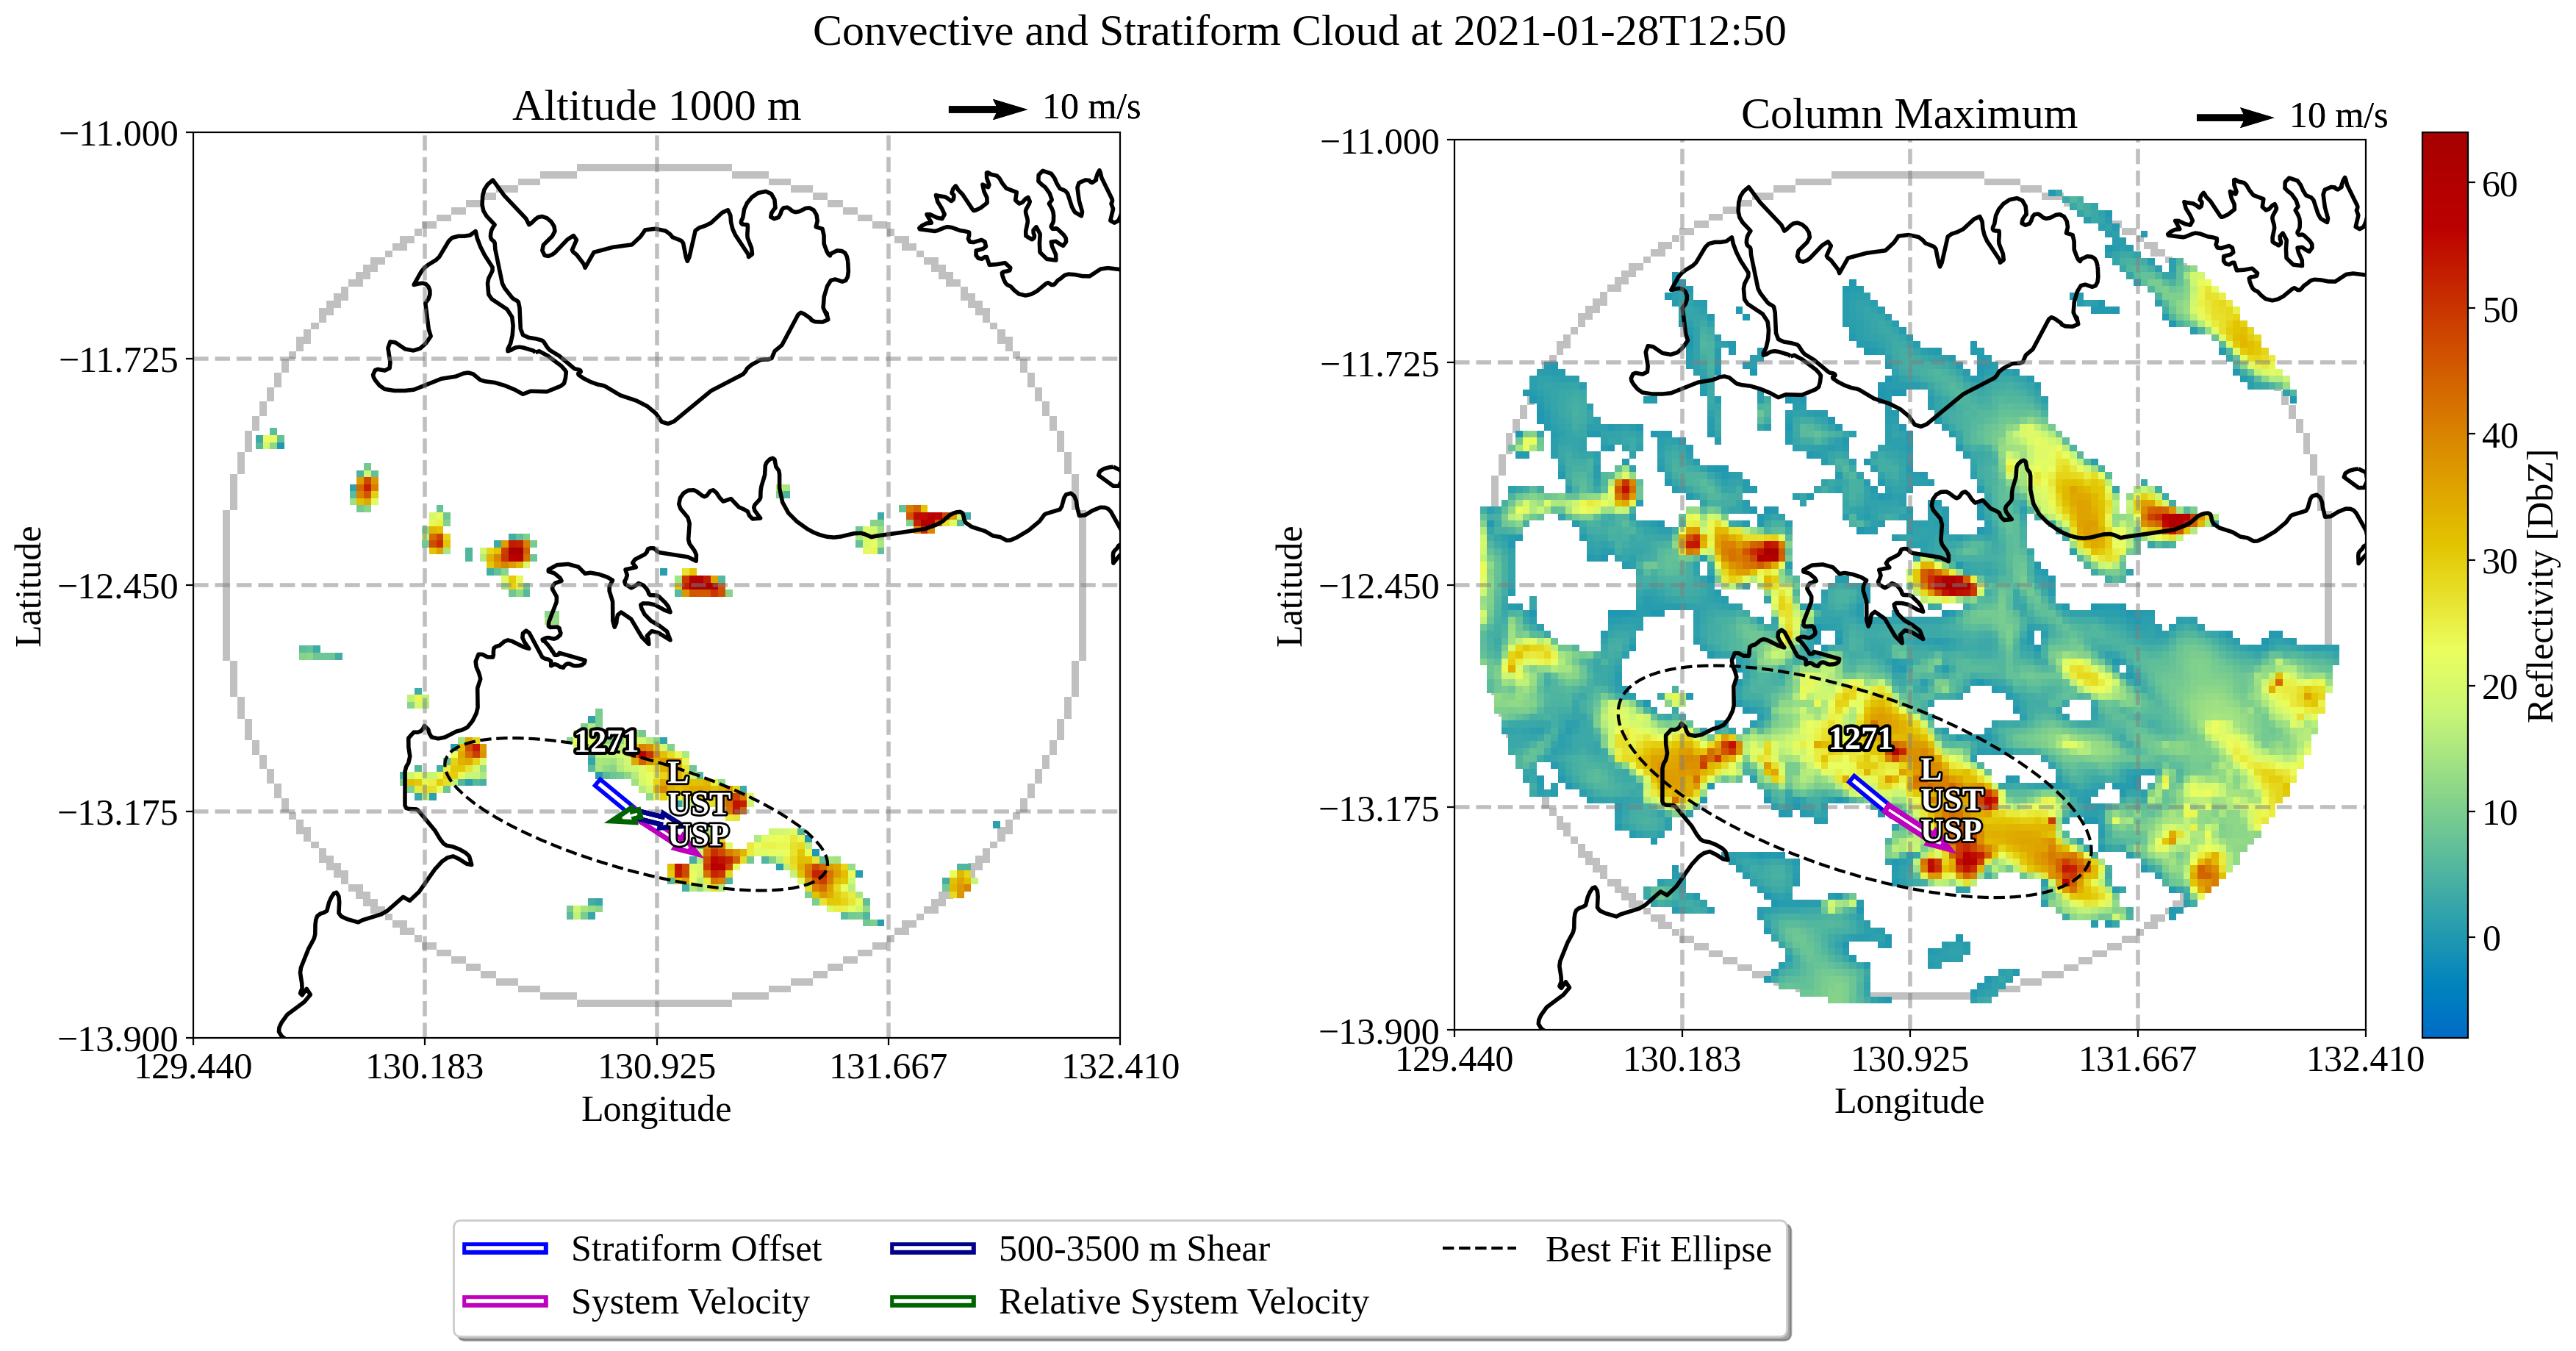 Convective and Stratiform Cloud at 2021-01-28T12:50
Altitude 1000 m
10 m/s
−11.000
−11.725
−12.450
−13.175
−13.900
Latitude
129.440
130.183
130.925
131.667
132.410
Longitude
1271
L
UST
USP
Column Maximum
10 m/s
−11.000
−11.725
−12.450
−13.175
−13.900
Latitude
129.440
130.183
130.925
131.667
132.410
Longitude
1271
L
UST
USP
60
50
40
30
20
10
0
Reflectivity [DbZ]
Stratiform Offset
System Velocity
500-3500 m Shear
Relative System Velocity
Best Fit Ellipse